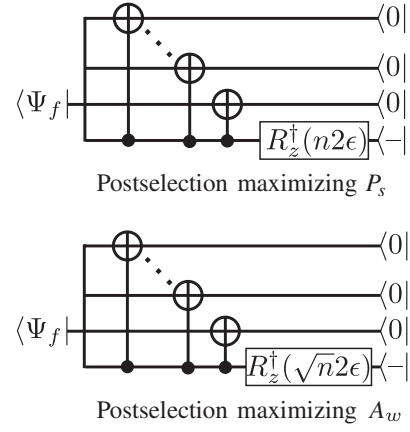 ⟨0|
⟨0|
⟨Ψ_f| ⟨0|
R_z^†(n2ϵ) ⟨−|
Postselection maximizing P_s
⟨0|
⟨0|
⟨Ψ_f| ⟨0|
R_z^†(√n2ϵ) ⟨−|
Postselection maximizing A_w